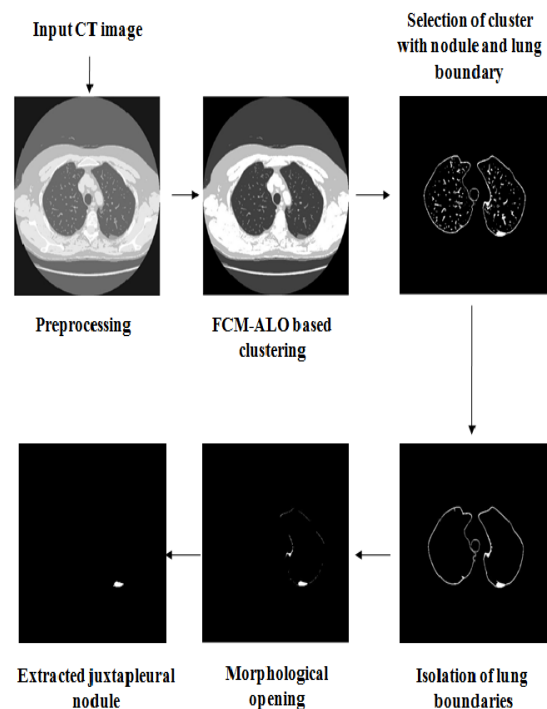 Input CT image
Selection of cluster
with nodule and lung
boundary
Preprocessing
FCM-ALO based
clustering
Extracted juxtapleural
nodule
Morphological
opening
Isolation of lung
boundaries